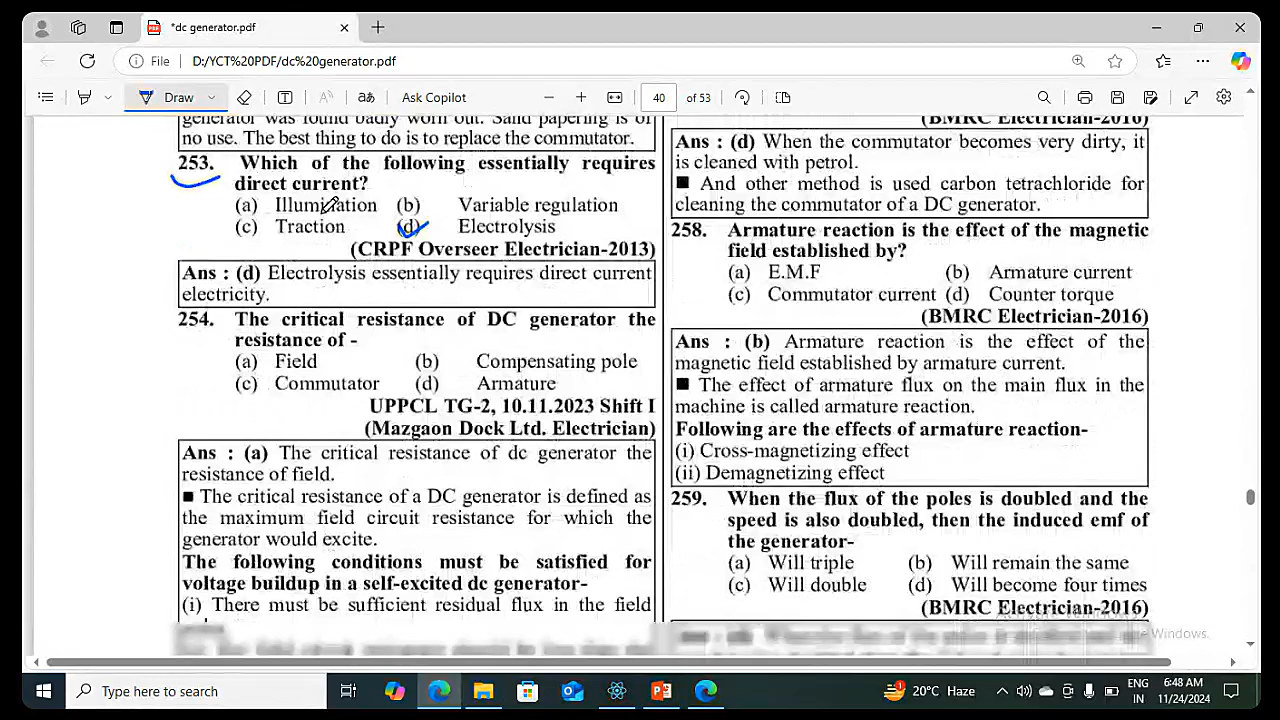 *dc generator.pdf
File
D:/YCT%20PDF/dc%20generator.pdf
Draw
Ask Copilot
40 of 53
generator was found badly worn out. Sand papering is of
no use. The best thing to do is to replace the commutator.
253. Which of the following essentially requires
direct current?
(a) Illumination (b) Variable regulation
(c) Traction (d) Electrolysis
(CRPF Overseer Electrician-2013)
Ans : (d) Electrolysis essentially requires direct current
electricity.
254. The critical resistance of DC generator the
resistance of -
(a) Field (b) Compensating pole
(c) Commutator (d) Armature
UPPCL TG-2, 10.11.2023 Shift I
(Mazgaon Dock Ltd. Electrician)
Ans : (a) The critical resistance of dc generator the
resistance of field.
■ The critical resistance of a DC generator is defined as
the maximum field circuit resistance for which the
generator would excite.
The following conditions must be satisfied for
voltage buildup in a self-excited dc generator-
(i) There must be sufficient residual flux in the field
(BMRC Electrician-2016)
Ans : (d) When the commutator becomes very dirty, it
is cleaned with petrol.
■ And other method is used carbon tetrachloride for
cleaning the commutator of a DC generator.
258. Armature reaction is the effect of the magnetic
field established by?
(a) E.M.F (b) Armature current
(c) Commutator current (d) Counter torque
(BMRC Electrician-2016)
Ans : (b) Armature reaction is the effect of the
magnetic field established by armature current.
■ The effect of armature flux on the main flux in the
machine is called armature reaction.
Following are the effects of armature reaction-
(i) Cross-magnetizing effect
(ii) Demagnetizing effect
259. When the flux of the poles is doubled and the
speed is also doubled, then the induced emf of
the generator-
(a) Will triple (b) Will remain the same
(c) Will double (d) Will become four times
(BMRC Electrician-2016)
Windows.
Type here to search
20°C Haze
ENG
IN
6:48 AM
11/24/2024